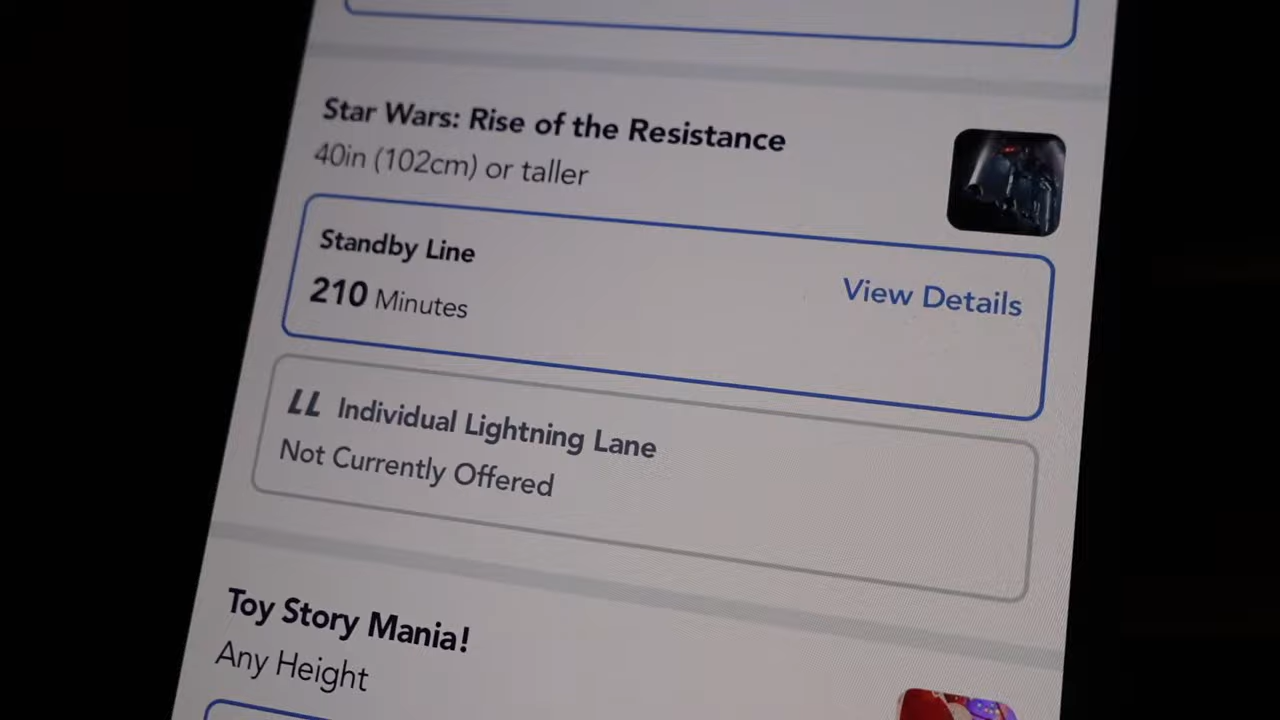 Star Wars: Rise of the Resistance
40in (102cm) or taller
Standby Line
210 Minutes
View Details
LL Individual Lightning Lane
Not Currently Offered
Toy Story Mania!
Any Height